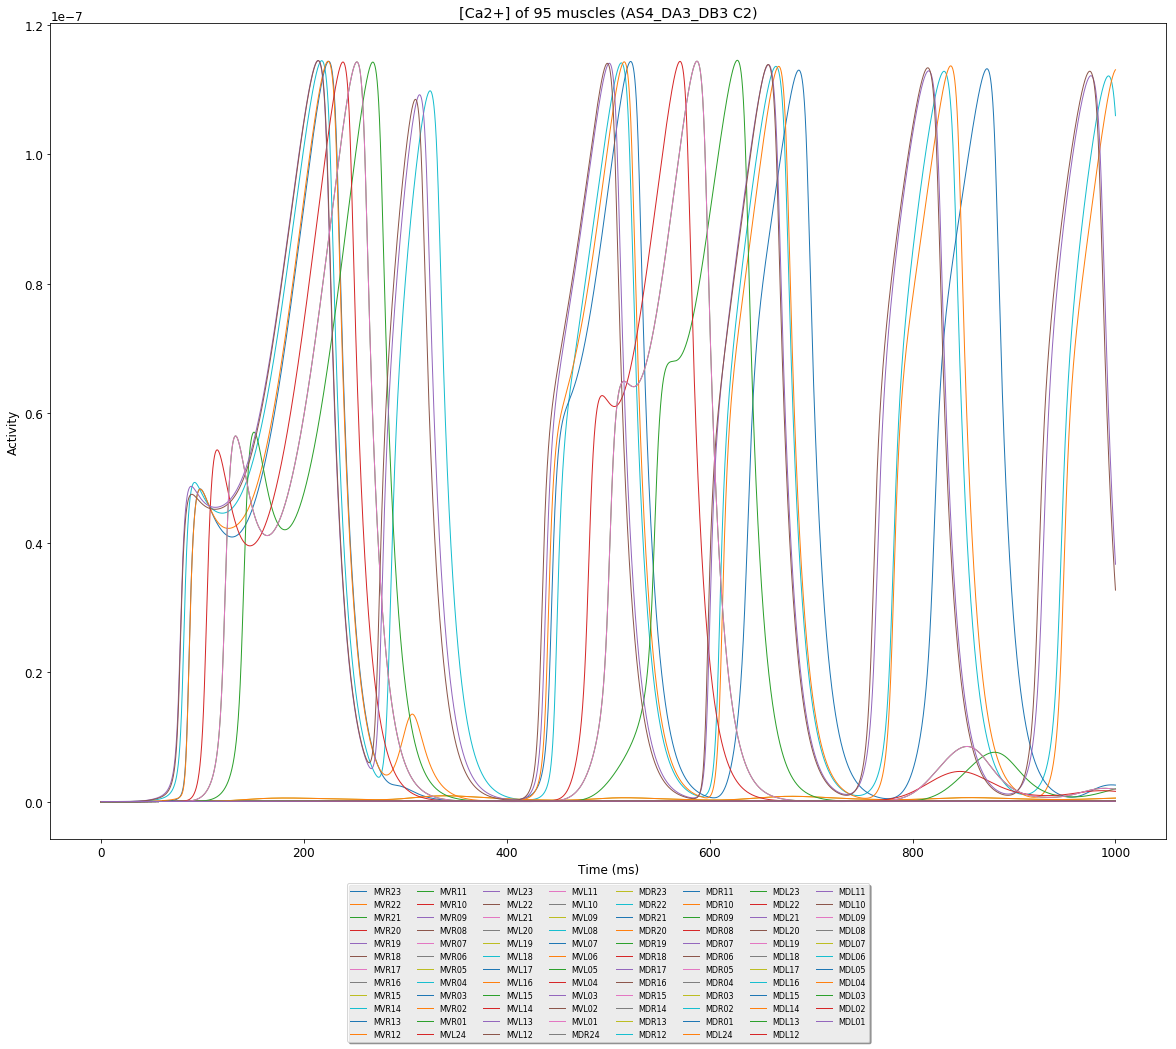 [Ca2+] of 95 muscles (AS4_DA3_DB3 C2)
1e−7
1.2
1.0
0.8
0.6
0.4
0.2
0.0
Activity
0 200 400 600 800 1000
Time (ms)
MVR23 MVR11 MVL23 MVL11 MDR23 MDR11 MDL23 MDL11
MVR22 MVR10 MVL22 MVL10 MDR22 MDR10 MDL22 MDL10
MVR21 MVR09 MVL21 MVL09 MDR21 MDR09 MDL21 MDL09
MVR20 MVR08 MVL20 MVL08 MDR20 MDR08 MDL20 MDL08
MVR19 MVR07 MVL19 MVL07 MDR19 MDR07 MDL19 MDL07
MVR18 MVR06 MVL18 MVL06 MDR18 MDR06 MDL18 MDL06
MVR17 MVR05 MVL17 MVL05 MDR17 MDR05 MDL17 MDL05
MVR16 MVR04 MVL16 MVL04 MDR16 MDR04 MDL16 MDL04
MVR15 MVR03 MVL15 MVL03 MDR15 MDR03 MDL15 MDL03
MVR14 MVR02 MVL14 MVL02 MDR14 MDR02 MDL14 MDL02
MVR13 MVR01 MVL13 MVL01 MDR13 MDR01 MDL13 MDL01
MVR12 MVL24 MVL12 MDR24 MDR12 MDL24 MDL12